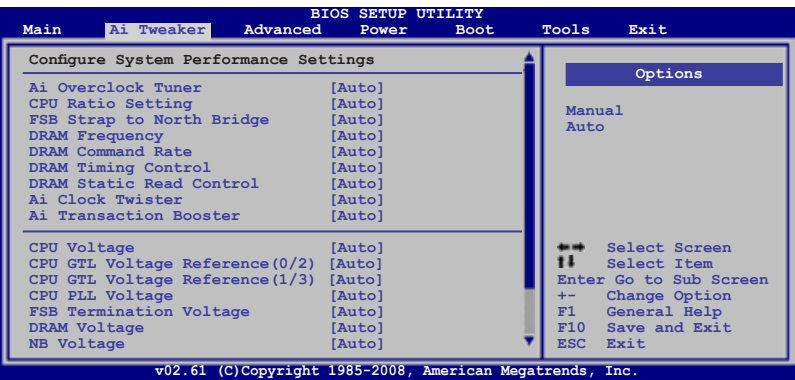 BIOS SETUP UTILITY
Main Ai Tweaker Advanced Power Boot Tools Exit
Configure System Performance Settings
Ai Overclock Tuner [Auto]
CPU Ratio Setting [Auto]
FSB Strap to North Bridge [Auto]
DRAM Frequency [Auto]
DRAM Command Rate [Auto]
DRAM Timing Control [Auto]
DRAM Static Read Control [Auto]
Ai Clock Twister [Auto]
Ai Transaction Booster [Auto]
CPU Voltage [Auto]
CPU GTL Voltage Reference(0/2) [Auto]
CPU GTL Voltage Reference(1/3) [Auto]
CPU PLL Voltage [Auto]
FSB Termination Voltage [Auto]
DRAM Voltage [Auto]
NB Voltage [Auto]
Options
Manual
Auto
←→ Select Screen
↑↓ Select Item
Enter Go to Sub Screen
+- Change Option
F1 General Help
F10 Save and Exit
ESC Exit
v02.61 (C)Copyright 1985-2008, American Megatrends, Inc.